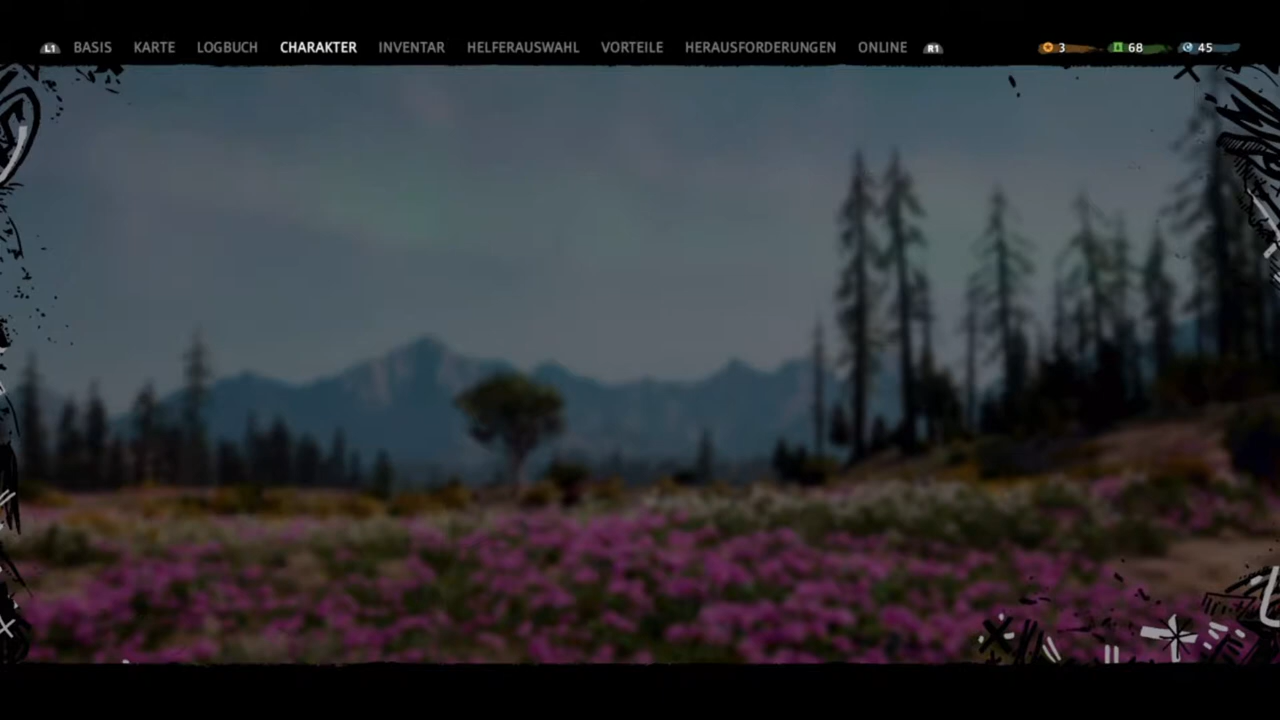 L1 BASIS KARTE LOGBUCH CHARAKTER INVENTAR HELFERAUSWAHL VORTEILE HERAUSFORDERUNGEN ONLINE R1 3 68 45